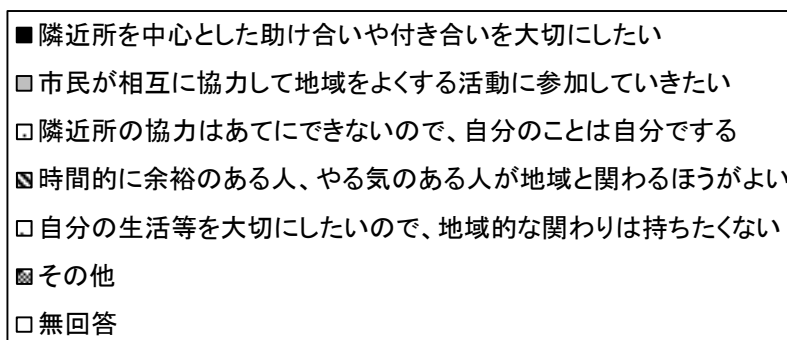 隣近所を中心とした助け合いや付き合いを大切にしたい
市民が相互に協力して地域をよくする活動に参加していきたい
隣近所の協力はあてにできないので、自分のことは自分でする
時間的に余裕のある人、やる気のある人が地域と関わるほうがよい
自分の生活等を大切にしたいので、地域的な関わりは持ちたくない
その他
無回答